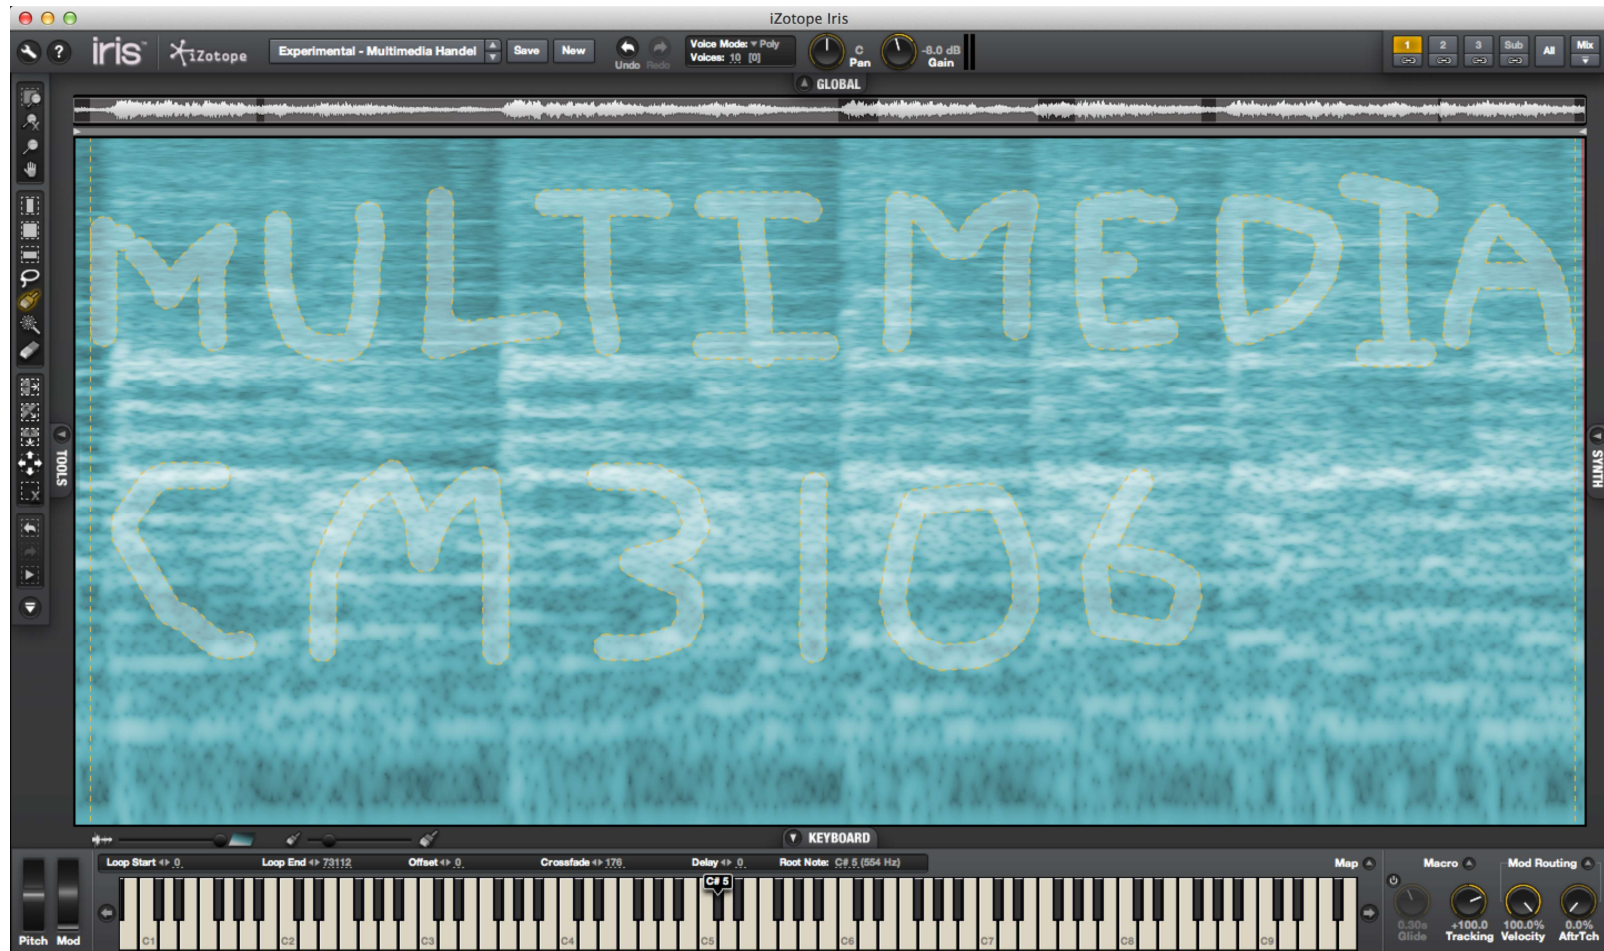 iZotope Iris
iris iZotope Experimental - Multimedia Handel Save New Undo Redo Voice Mode: Poly Voices: 10 [0] C Pan -8.0 dB Gain 1 2 3 Sub All Mix
GLOBAL
MULTIMEDIA
CM3106
TOOLS
SYNTH
KEYBOARD
Loop Start 0 Loop End 73112 Offset 0 Crossfade 176 Delay 0 Root Note: C# 5 (554 Hz) Map Macro Mod Routing
C# 5
C1 C2 C3 C4 C5 C6 C7 C8 C9
0.30s +100.0 100.0% 0.0%
Pitch Mod Glide Tracking Velocity AftrTch